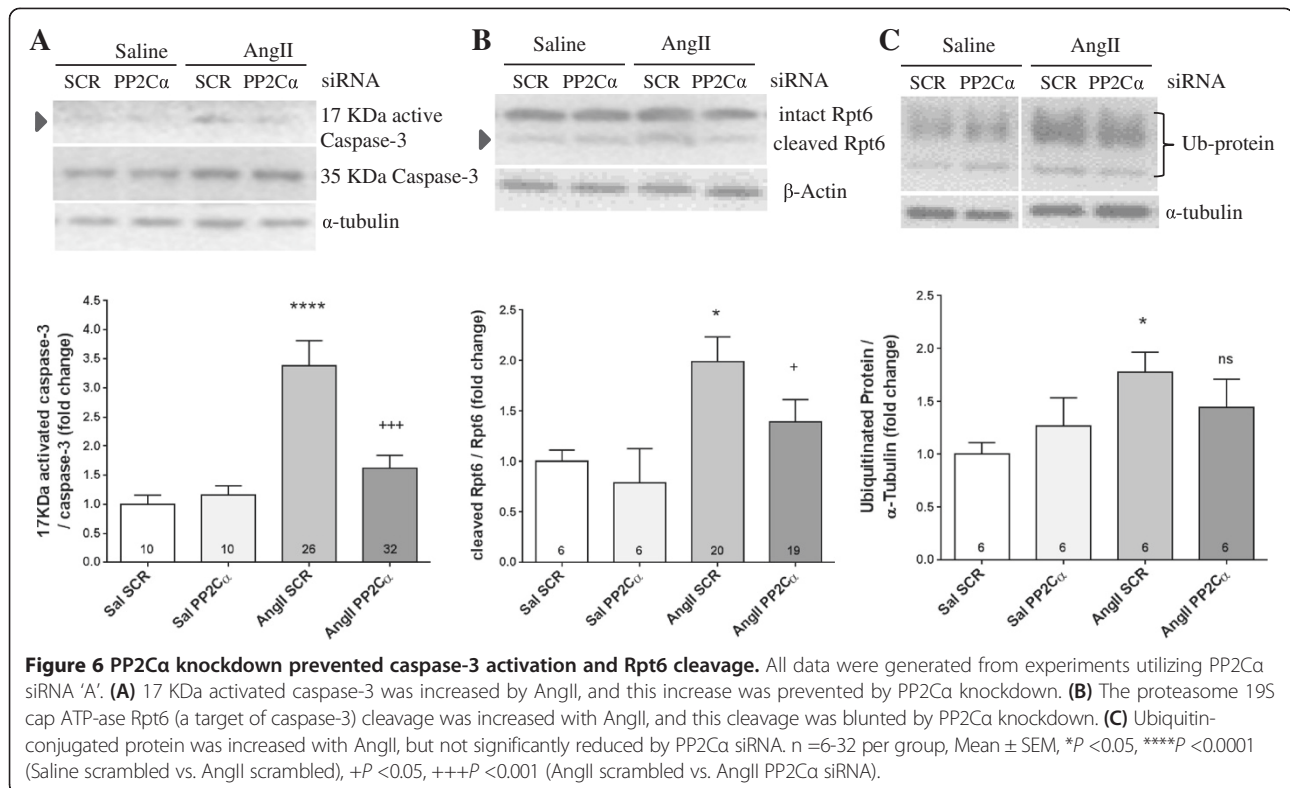 A
Saline AngII
SCR PP2Cα SCR PP2Cα siRNA
17 KDa active
Caspase-3
35 KDa Caspase-3
α-tubulin
B
Saline AngII
SCR PP2Cα SCR PP2Cα siRNA
intact Rpt6
cleaved Rpt6
β-Actin
C
Saline AngII
SCR PP2Cα SCR PP2Cα siRNA
Ub-protein
α-tubulin
17KDa activated caspase-3
/ caspase-3 (fold change)
4.5
4.0
3.5
3.0
2.5
2.0
1.5
1.0
0.5
0.0
****
+++
10 10 26 32
Sal SCR
Sal PP2Cα
AngII SCR
AngII PP2Cα
cleaved Rpt6 / Rpt6 (fold change)
2.5
2.0
1.5
1.0
0.5
0.0
*
+
6 6 20 19
Sal SCR
Sal PP2Cα
AngII SCR
AngII PP2Cα
Ubiquitinated Protein /
α-Tubulin (fold change)
2.5
2.0
1.5
1.0
0.5
0.0
*
ns
6 6 6 6
Sal SCR
Sal PP2Cα
AngII SCR
AngII PP2Cα
Figure 6 PP2Cα knockdown prevented caspase-3 activation and Rpt6 cleavage. All data were generated from experiments utilizing PP2Cα
siRNA ‘A’. (A) 17 KDa activated caspase-3 was increased by AngII, and this increase was prevented by PP2Cα knockdown. (B) The proteasome 19S
cap ATP-ase Rpt6 (a target of caspase-3) cleavage was increased with AngII, and this cleavage was blunted by PP2Cα knockdown. (C) Ubiquitin-
conjugated protein was increased with AngII, but not significantly reduced by PP2Cα siRNA. n =6-32 per group, Mean ± SEM, *P <0.05, ****P <0.0001
(Saline scrambled vs. AngII scrambled), +P <0.05, +++P <0.001 (AngII scrambled vs. AngII PP2Cα siRNA).